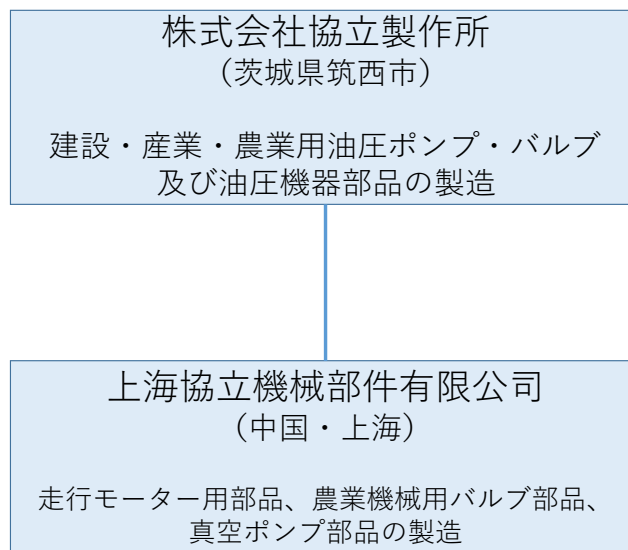 株式会社協立製作所
（茨城県筑西市）
建設・産業・農業用油圧ポンプ・バルブ
及び油圧機器部品の製造
上海協立機械部件有限公司
（中国・上海）
走行モーター用部品、農業機械用バルブ部品、
真空ポンプ部品の製造